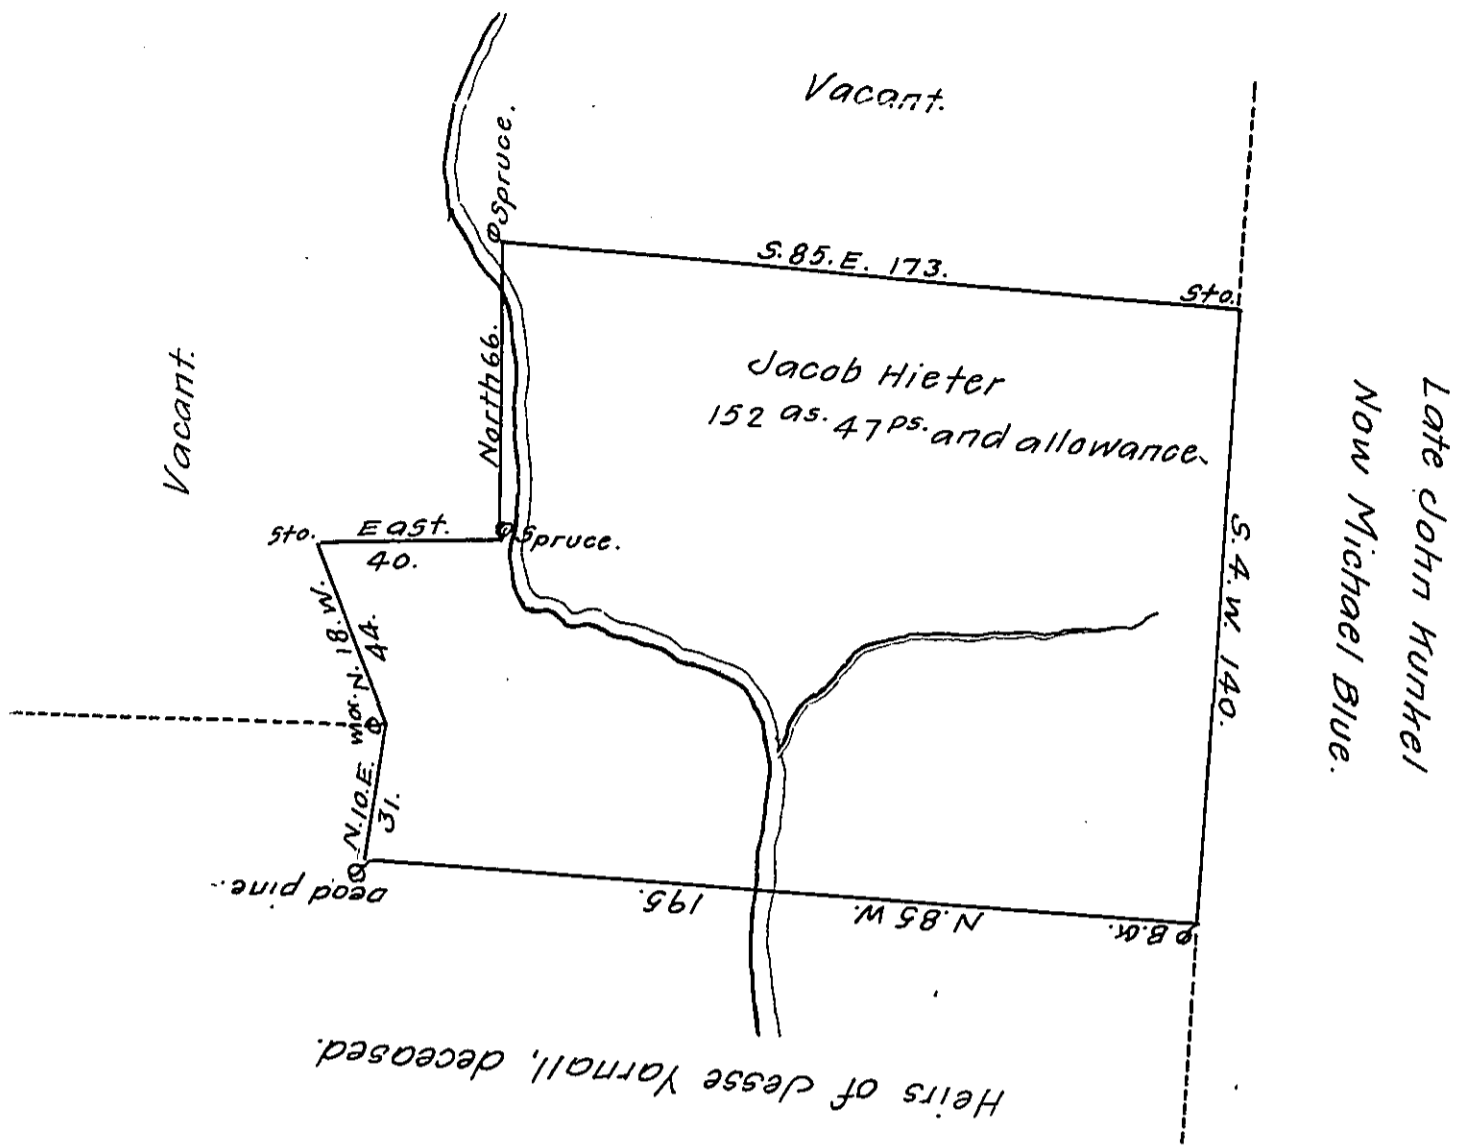 Vacant.
Spruce.
S. 85. E. 173.
Sto.
Jacob Hieter
152 as. 47 ps. and allowance.
Late John Kunkel
Now Michael Blue.
Vacant.
North 66.
Sto.
East.
40.
Spruce.
N. 18. W.
44.
S. 4. W. 140.
N. 10. E.
31.
Dead pine.
N. 85 W. 195.
Heirs of Jesse Yarnall, deceased.